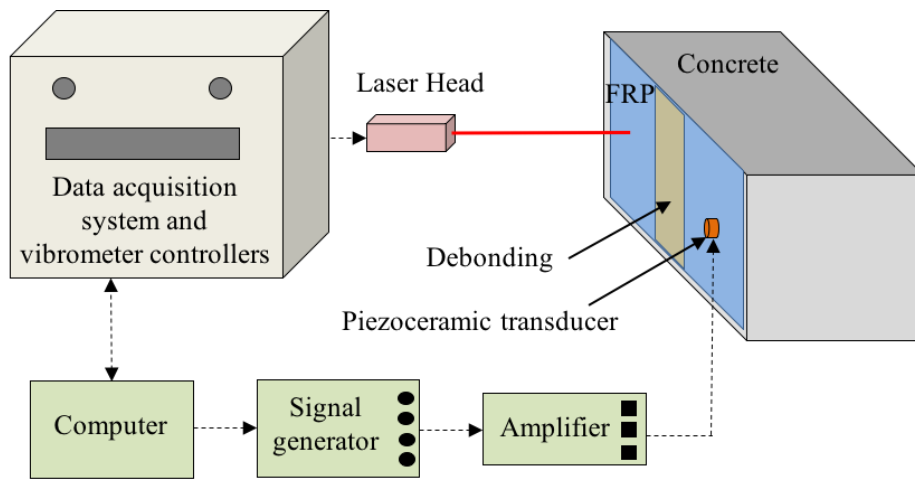 Laser Head
Concrete
FRP
Data acquisition
system and
vibrometer controllers
Debonding
Piezoceramic transducer
Computer
Signal
generator
Amplifier